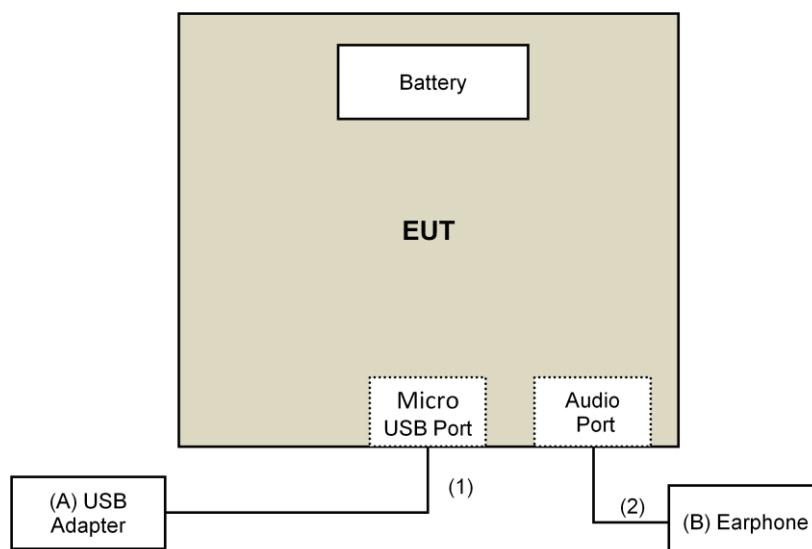 Battery
EUT
Micro
USB Port
Audio
Port
(1)
(A) USB
Adapter
(2)
(B) Earphone